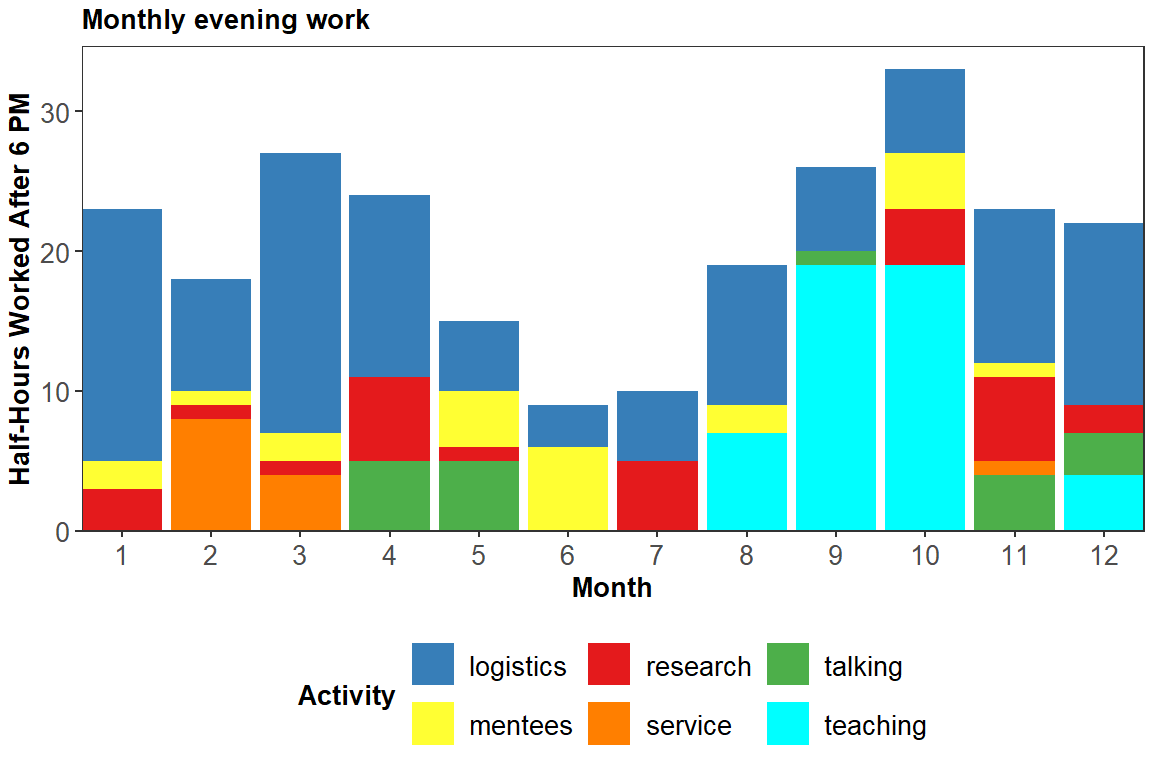 Monthly evening work
Half-Hours Worked After 6 PM
30
20
10
0
1 2 3 4 5 6 7 8 9 10 11 12
Month
Activity
logistics research talking
mentees service teaching